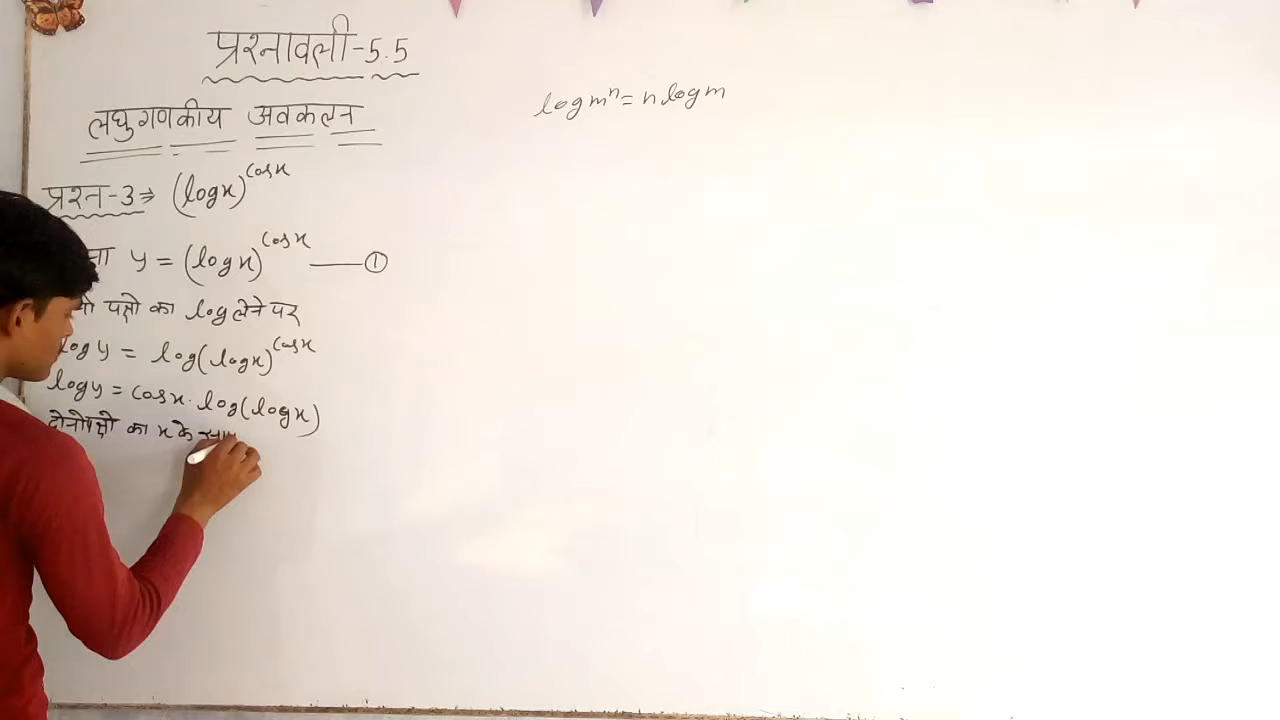 प्रश्नावली-5.5
लघुगणकीय अवकलन
log mⁿ = n log m
प्रश्न-3 ⇒ (log x)^cos x
y = (log x)^cos x —— ①
पक्षो का log लेने पर
log y = log(log x)^cos x
log y = cos x · log(log x)
दोनो पक्षो का x के